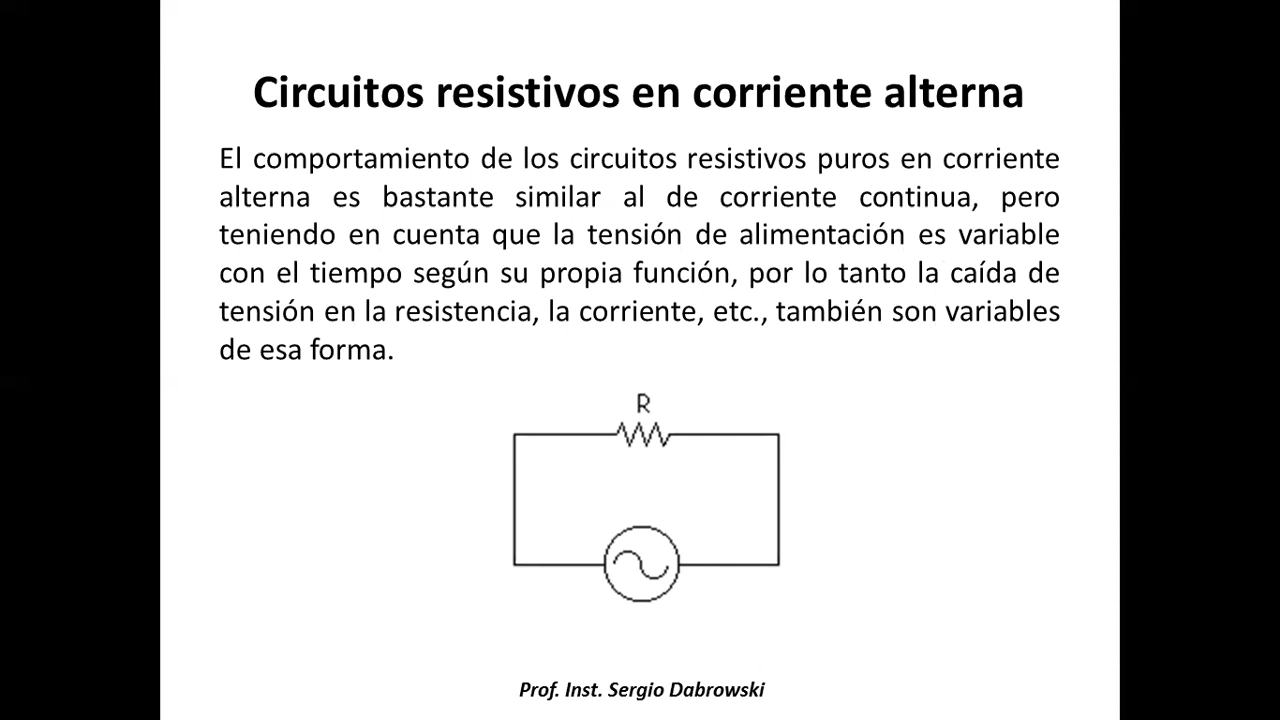 Circuitos resistivos en corriente alterna
El comportamiento de los circuitos resistivos puros en corriente
alterna es bastante similar al de corriente continua, pero
teniendo en cuenta que la tensión de alimentación es variable
con el tiempo según su propia función, por lo tanto la caída de
tensión en la resistencia, la corriente, etc., también son variables
de esa forma.
R
Prof. Inst. Sergio Dabrowski